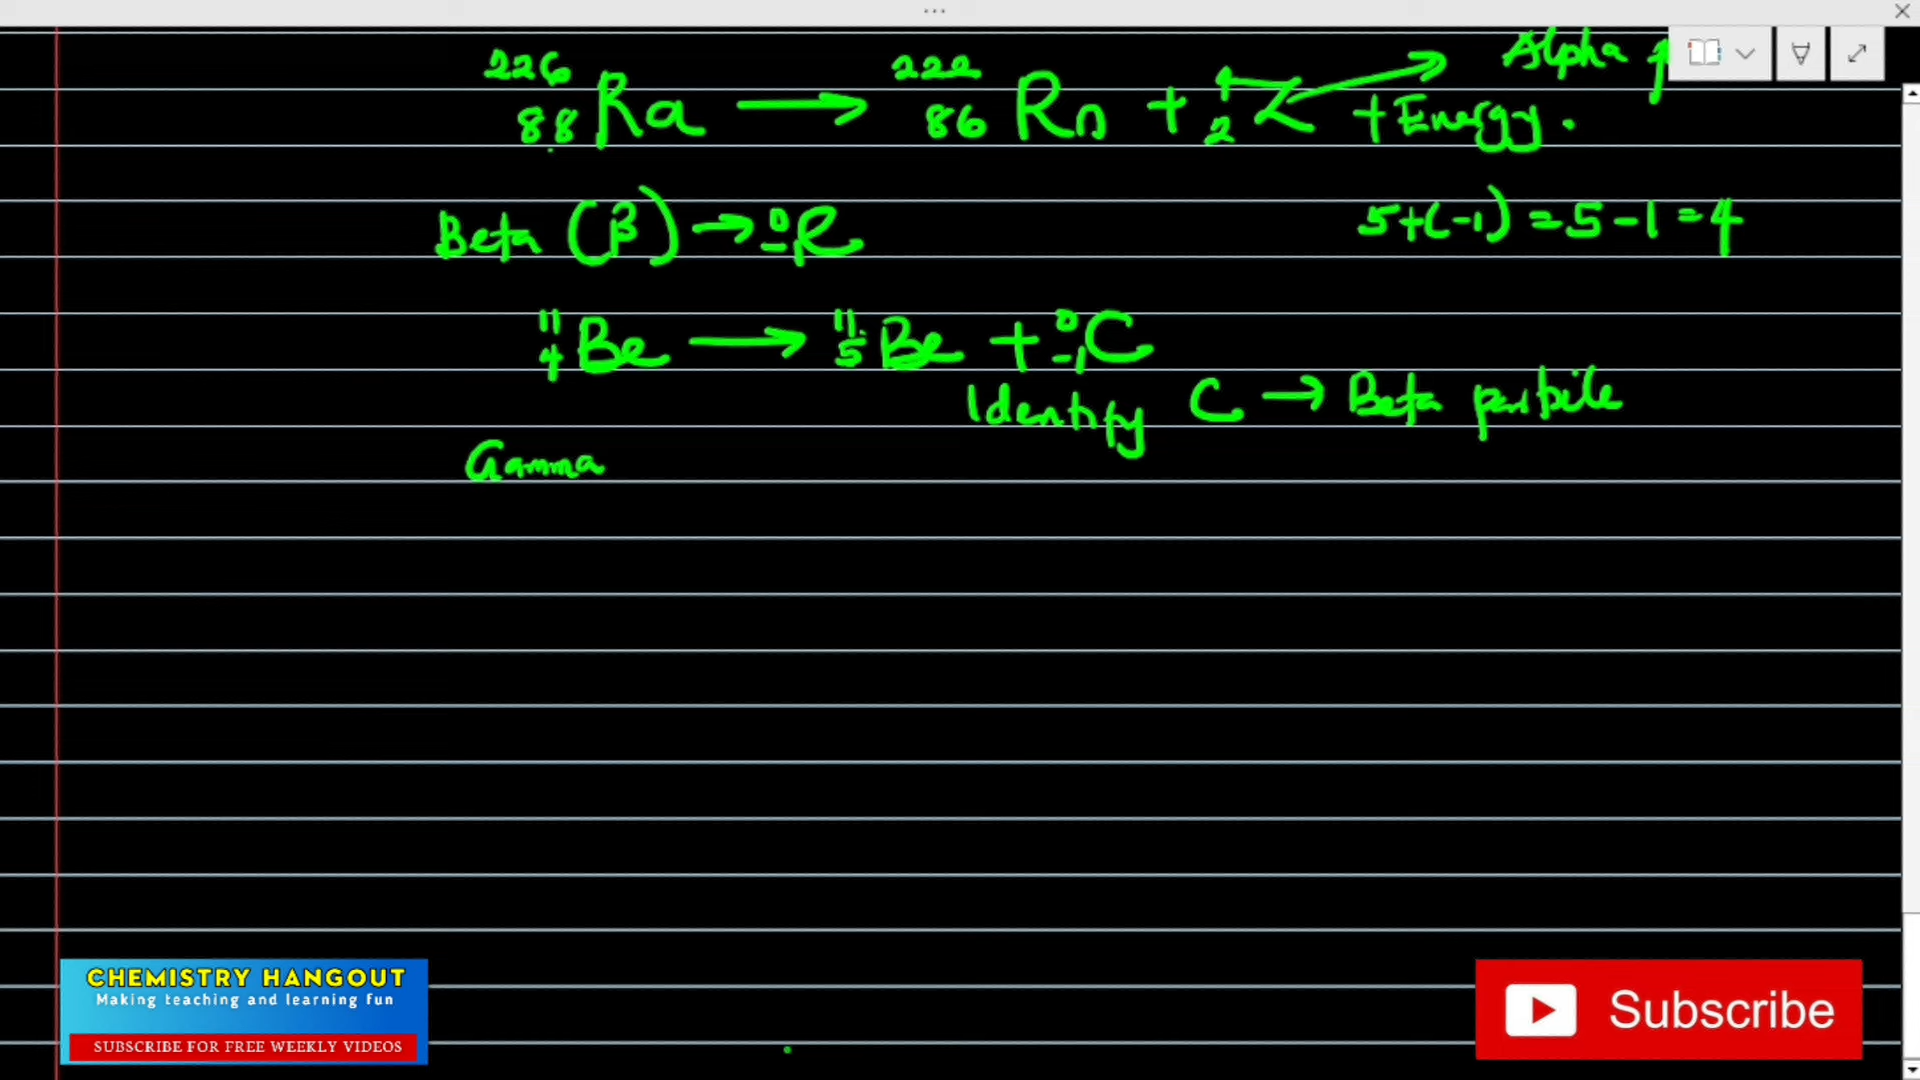 Alpha p
226 88 Ra → 222 86 Rn + 4 2 Z + Energy.
Beta (β) → 0 -1 e
5+(-1) = 5-1 = 4
11 4 Be → 11 5 Be + 0 -1 C
Identify C → Beta partile
Gamma
CHEMISTRY HANGOUT
Making teaching and learning fun
SUBSCRIBE FOR FREE WEEKLY VIDEOS
Subscribe